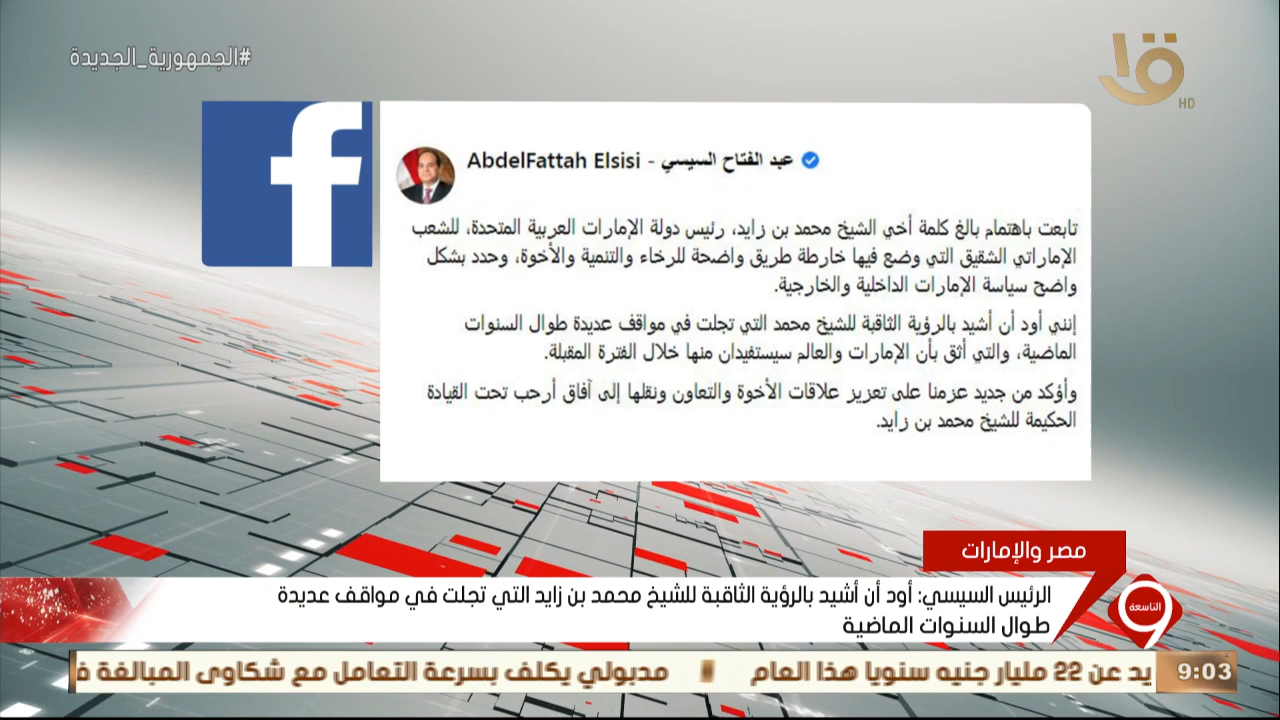 #الجمهورية_الجديدة
HD
AbdelFattah Elsisi - عبد الفتاح السيسي
تابعت باهتمام بالغ كلمة أخي الشيخ محمد بن زايد، رئيس دولة الإمارات العربية المتحدة، للشعب
الإماراتي الشقيق التي وضع فيها خارطة طريق واضحة للرخاء والتنمية والأخوة، وحدد بشكل
واضح سياسة الإمارات الداخلية والخارجية.
إنني أود أن أشيد بالرؤية الثاقبة للشيخ محمد التي تجلت في مواقف عديدة طوال السنوات
الماضية، والتي أثق بأن الإمارات والعالم سيستفيدان منها خلال الفترة المقبلة.
وأؤكد من جديد عزمنا على تعزيز علاقات الأخوة والتعاون ونقلها إلى آفاق أرحب تحت القيادة
الحكيمة للشيخ محمد بن زايد.
مصر والإمارات
الرئيس السيسي: أود أن أشيد بالرؤية الثاقبة للشيخ محمد بن زايد التي تجلت في مواقف عديدة
طوال السنوات الماضية
التاسعة
9
9:03
يد عن 22 مليار جنيه سنويا هذا العام مدبولي يكلف بسرعة التعامل مع شكاوى المبالغة